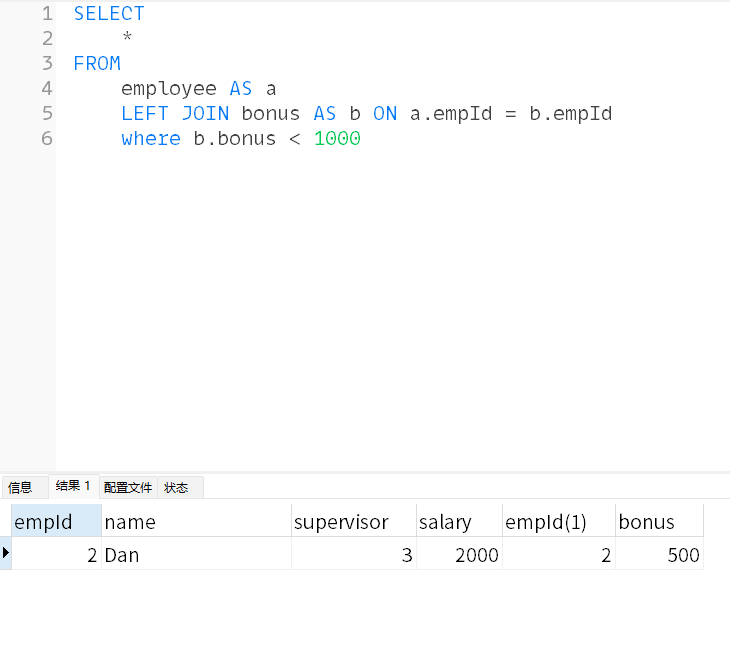 1 SELECT
2 *
3 FROM
4 employee AS a
5 LEFT JOIN bonus AS b ON a.empId = b.empId
6 where b.bonus < 1000
信息 结果 1 配置文件 状态
empId name supervisor salary empId(1) bonus
2 Dan 3 2000 2 500